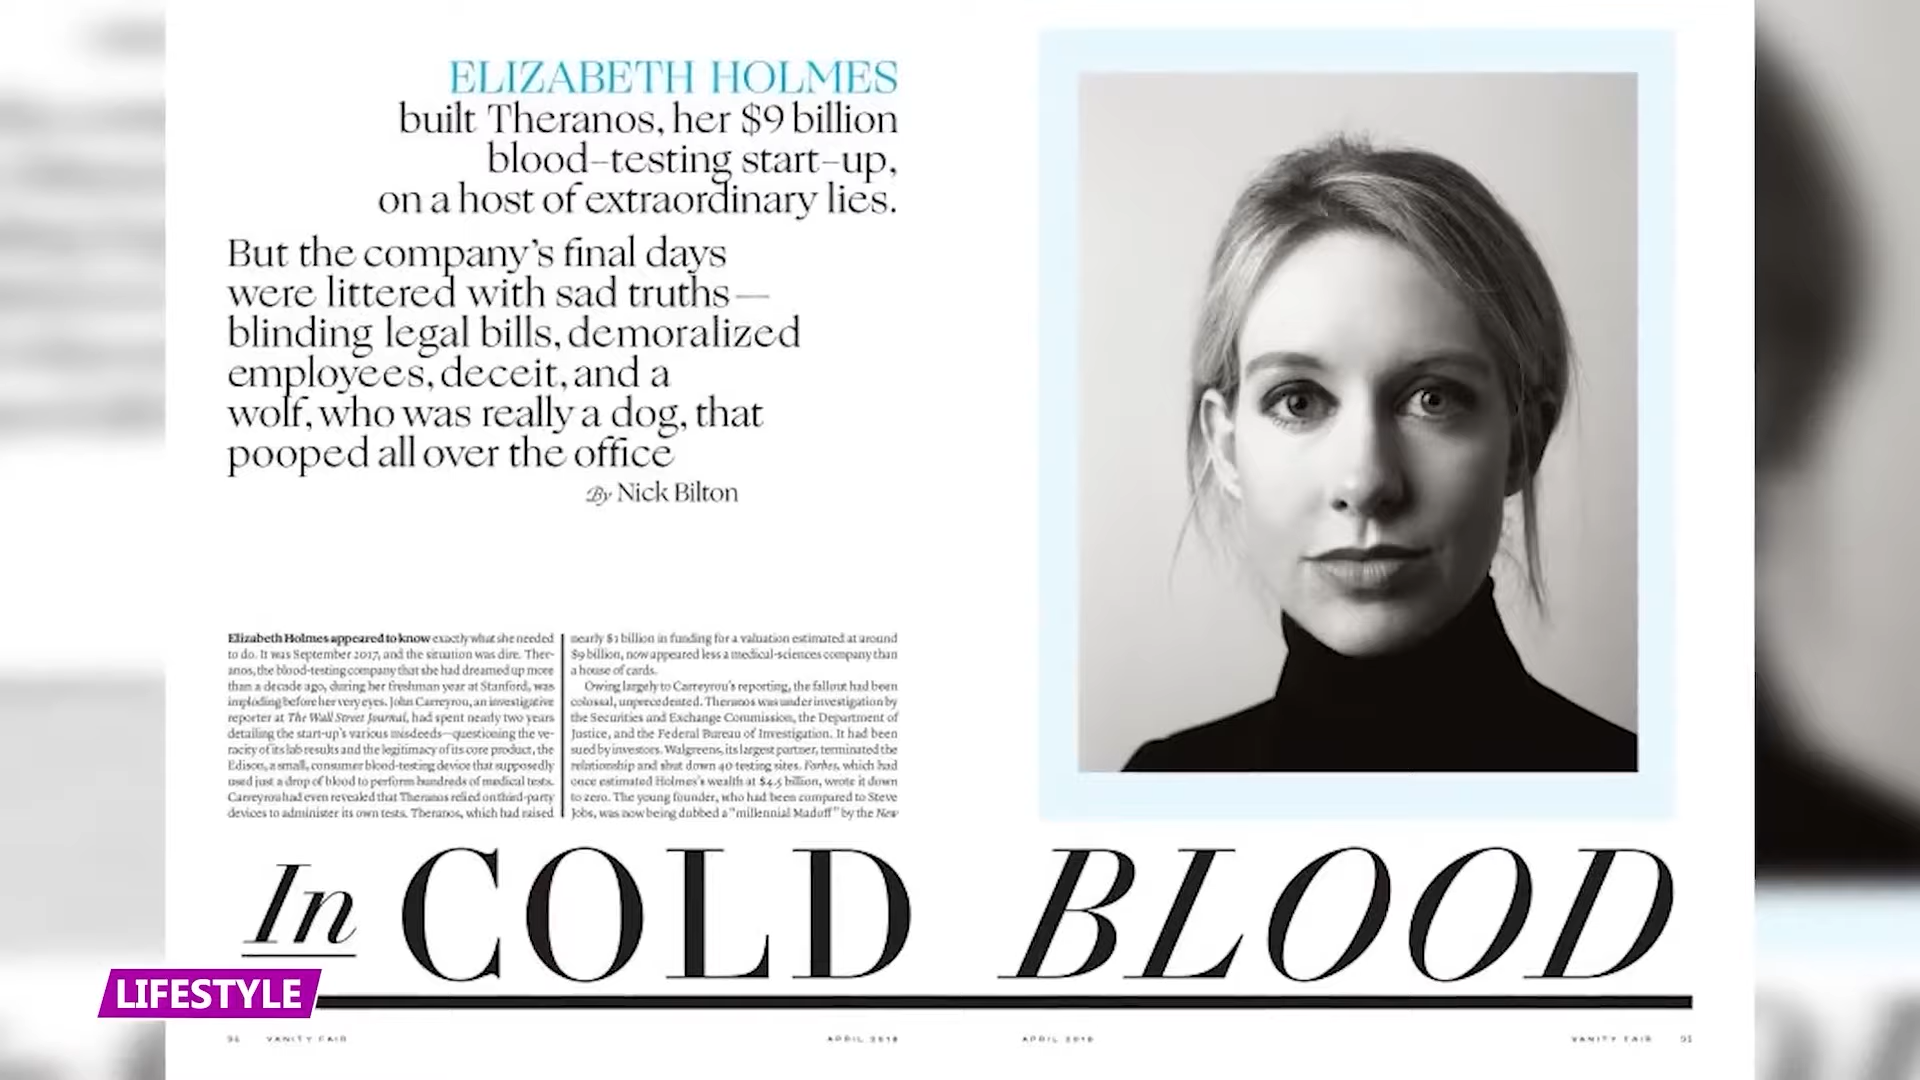 ELIZABETH HOLMES
built Theranos, her $9 billion
blood-testing start-up,
on a host of extraordinary lies.
But the company's final days
were littered with sad truths—
blinding legal bills, demoralized
employees, deceit, and a
wolf, who was really a dog, that
pooped all over the office
By Nick Bilton
Elizabeth Holmes appeared to know exactly what she needed
to do. It was September 2017, and the situation was dire. Ther-
anos, the blood-testing company that she had dreamed up more
than a decade ago, during her freshman year at Stanford, was
imploding before her very eyes. John Carreyrou, an investigative
reporter at The Wall Street Journal, had spent nearly two years
detailing the start-up's various misdeeds—questioning the ve-
racity of its lab results and the legitimacy of its core product, the
Edison, a small, consumer blood-testing device that supposedly
used just a drop of blood to perform hundreds of medical tests.
Carreyrou had even revealed that Theranos relied on third-party
devices to administer its own tests. Theranos, which had raised
nearly $1 billion in funding for a valuation estimated at around
$9 billion, now appeared less a medical-sciences company than
a house of cards.
Owing largely to Carreyrou's reporting, the fallout had been
colossal, unprecedented. Theranos was under investigation by
the Securities and Exchange Commission, the Department of
Justice, and the Federal Bureau of Investigation. It had been
sued by investors. Walgreens, its largest partner, terminated the
relationship and shut down 40 testing sites. Forbes, which had
once estimated Holmes's wealth at $4.5 billion, wrote it down
to zero. The young founder, who had been compared to Steve
Jobs, was now being dubbed a "millennial Madoff" by the New
In COLD BLOOD
LIFESTYLE
VANITY FAIR
APRIL 2019
APRIL 2019
VANITY FAIR